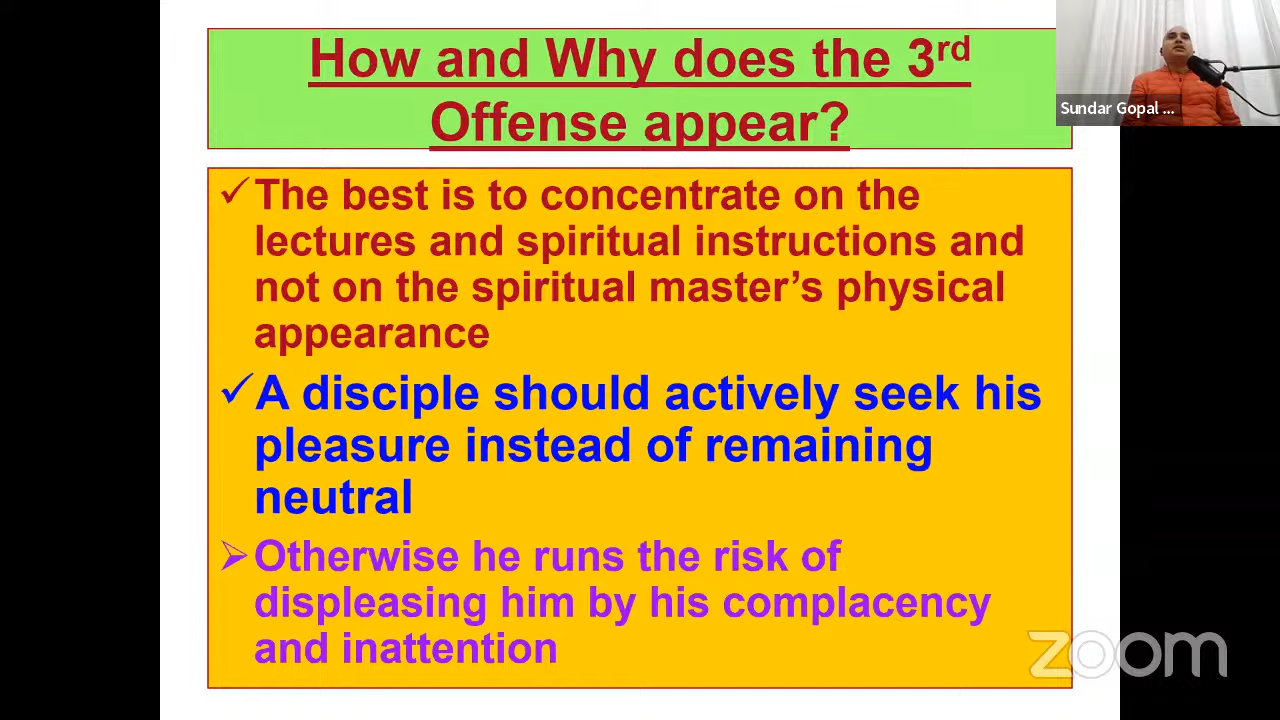 How and Why does the 3rd
Offense appear?
Sundar Gopal ...
✓The best is to concentrate on the
lectures and spiritual instructions and
not on the spiritual master’s physical
appearance
✓A disciple should actively seek his
pleasure instead of remaining
neutral
➢Otherwise he runs the risk of
displeasing him by his complacency
and inattention
zoom